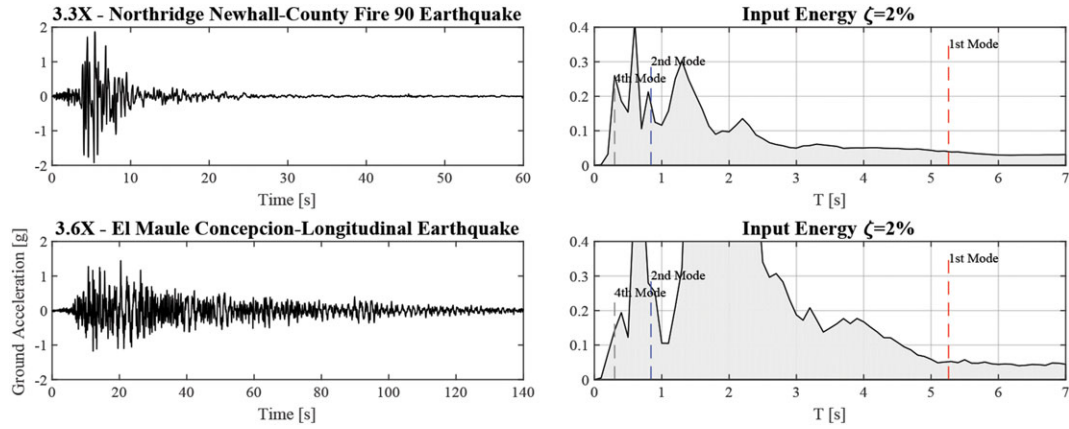 3.3X - Northridge Newhall-County Fire 90 Earthquake
2
1
0
-1
-2
0 10 20 30 40 50 60
Time [s]
Input Energy ζ=2%
0.4
0.3
0.2
0.1
0
4th Mode
2nd Mode
1st Mode
0 1 2 3 4 5 6 7
T [s]
3.6X - El Maule Concepcion-Longitudinal Earthquake
Ground Acceleration [g]
2
1
0
-1
-2
0 20 40 60 80 100 120 140
Time [s]
Input Energy ζ=2%
0.4
0.3
0.2
0.1
0
4th Mode
2nd Mode
1st Mode
0 1 2 3 4 5 6 7
T [s]